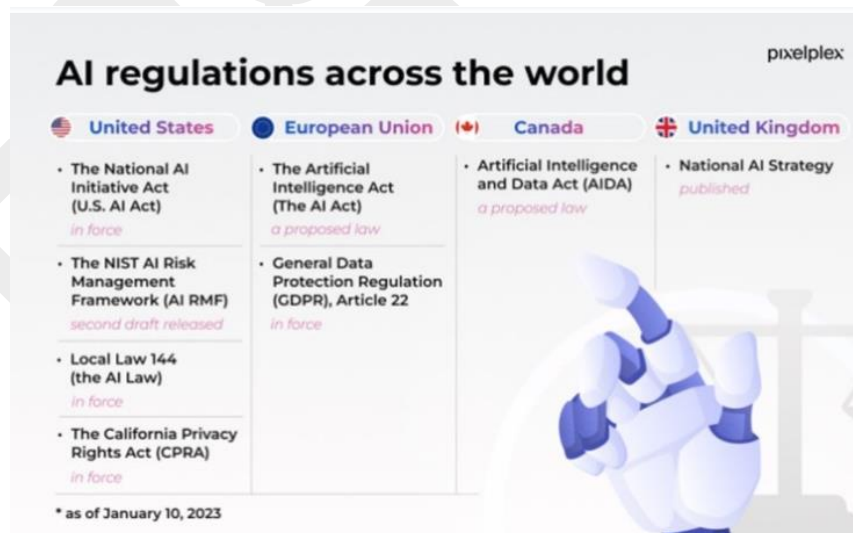 pixelplex
AI regulations across the world
United States
• The National AI
Initiative Act
(U.S. AI Act)
in force
• The NIST AI Risk
Management
Framework (AI RMF)
second draft released
• Local Law 144
(the AI Law)
in force
• The California Privacy
Rights Act (CPRA)
in force
European Union
• The Artificial
Intelligence Act
(The AI Act)
a proposed law
• General Data
Protection Regulation
(GDPR), Article 22
in force
Canada
• Artificial Intelligence
and Data Act (AIDA)
a proposed law
United Kingdom
• National AI Strategy
published
* as of January 10, 2023